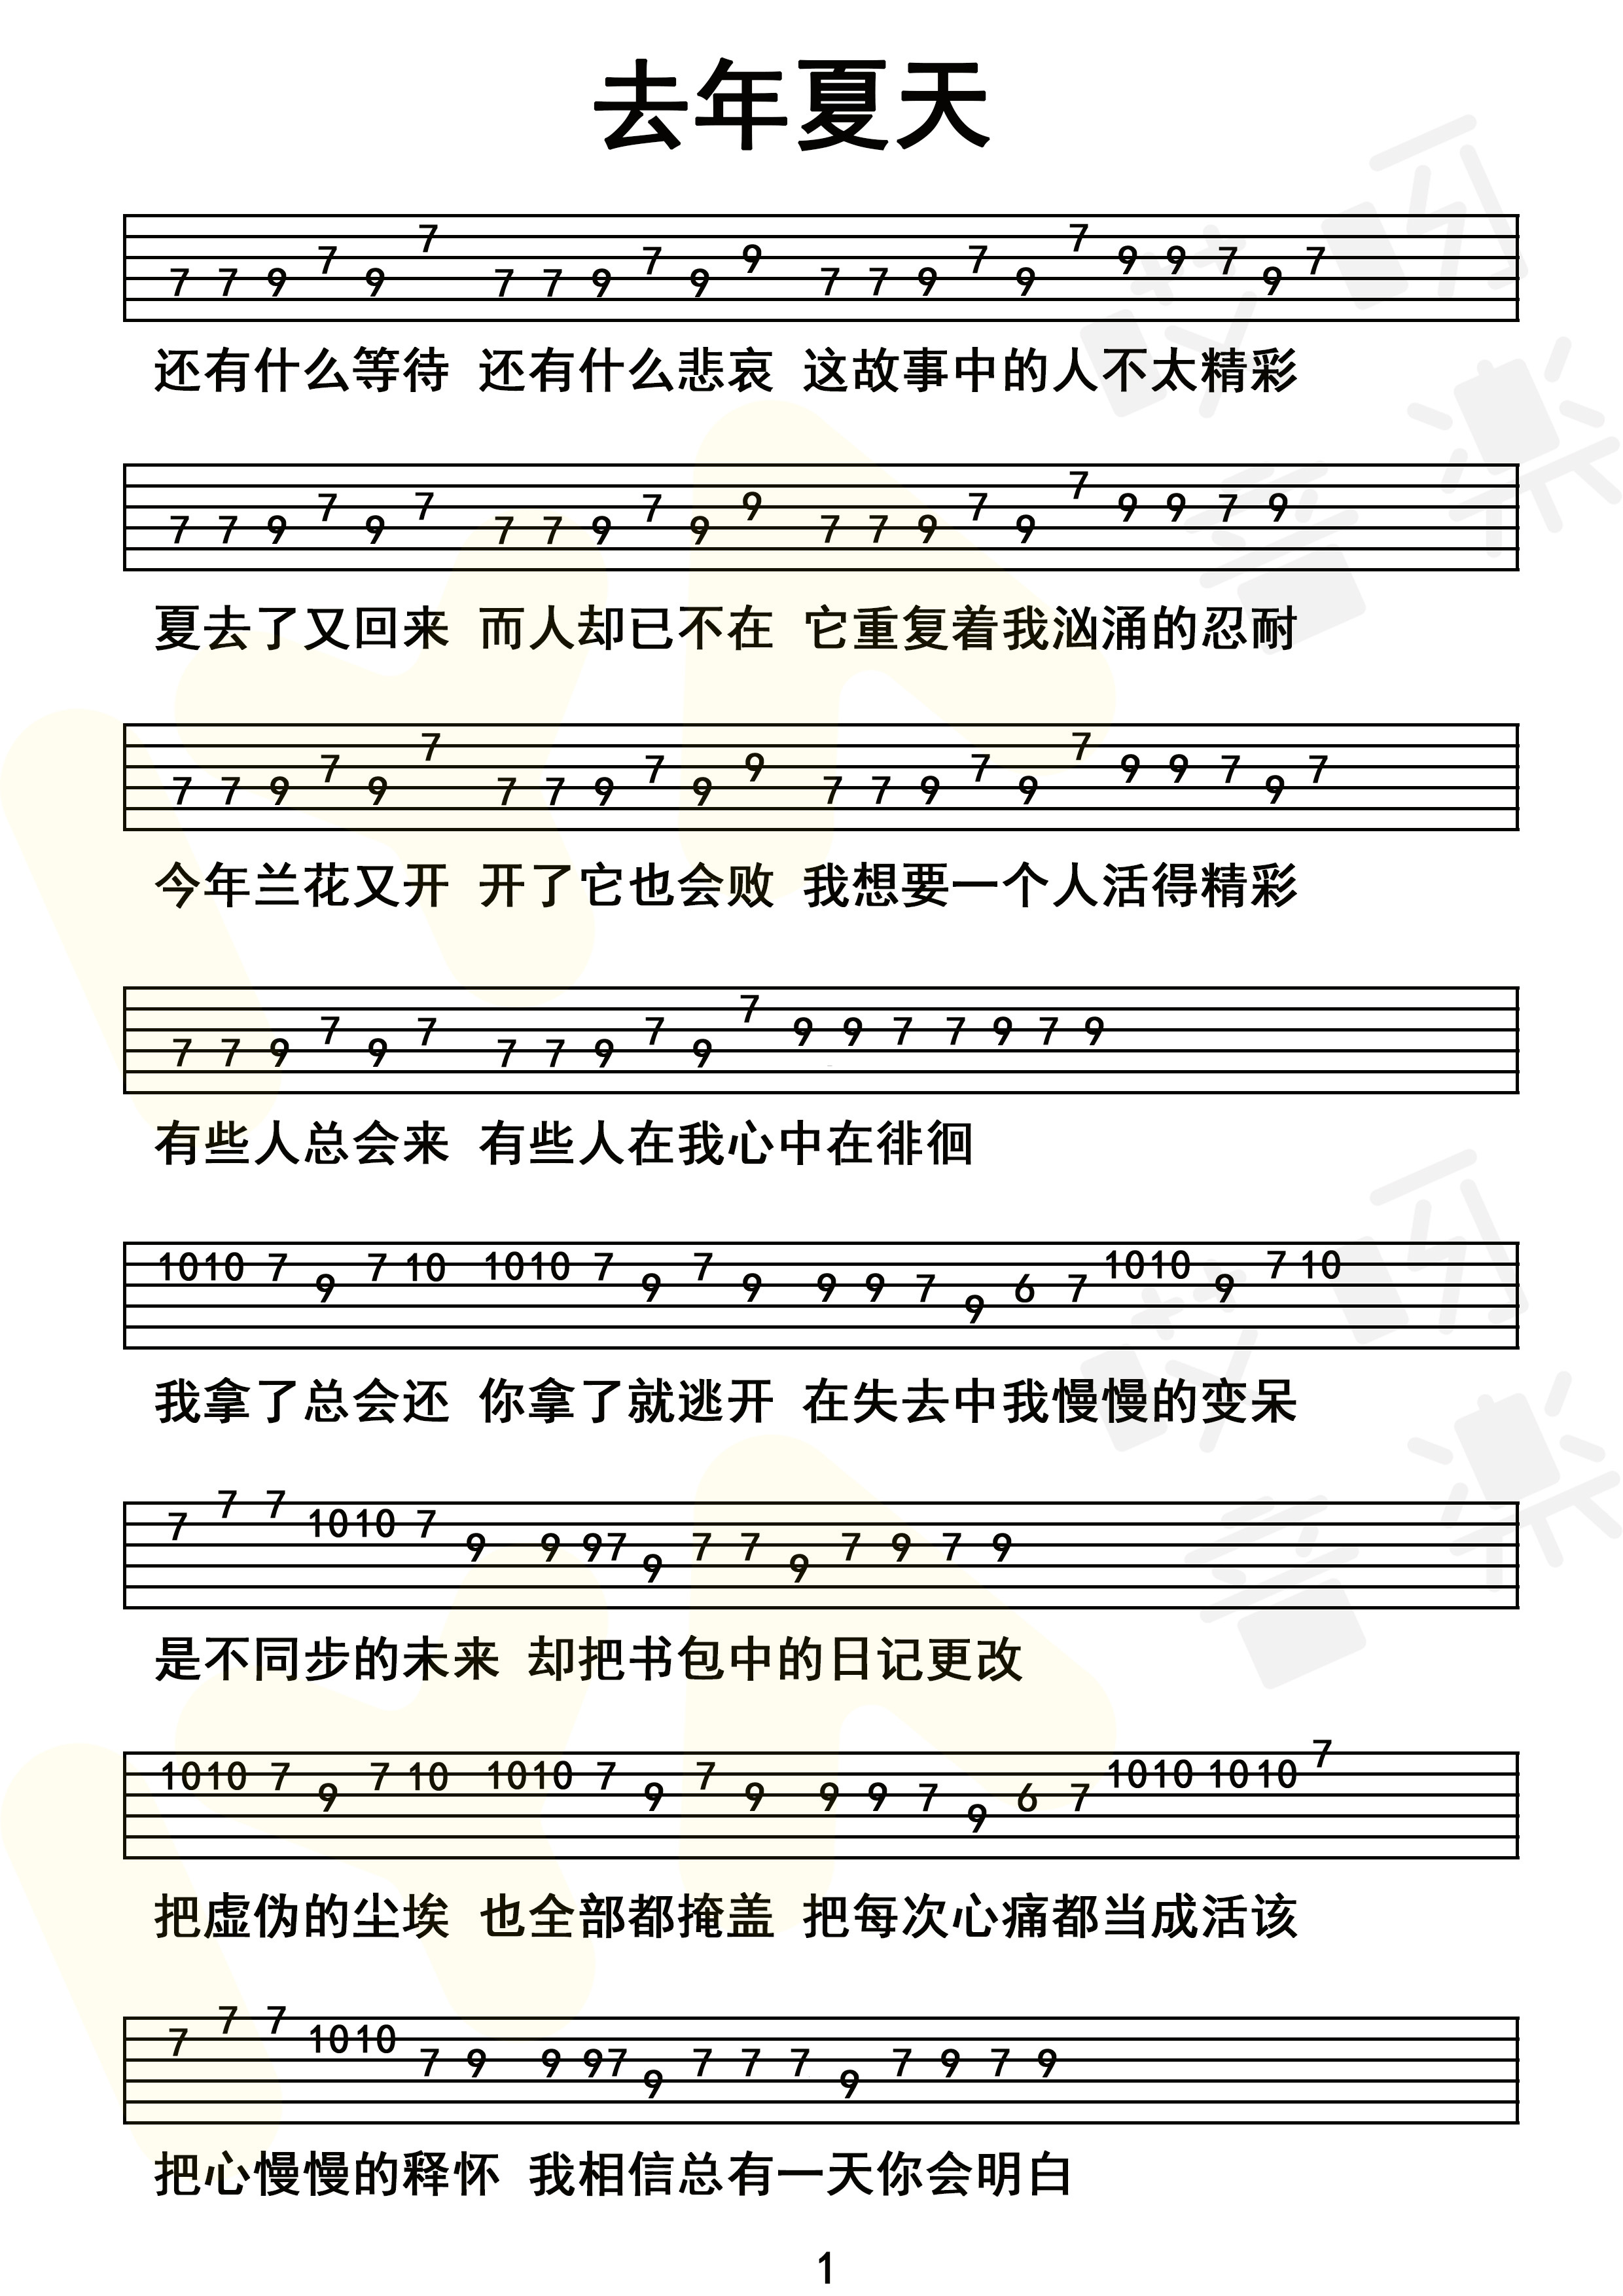 去年夏天
7 7 9 7 9 7 7 7 9 7 9 9 7 7 9 7 9 7 9 9 7 9 7
还有什么等待 还有什么悲哀 这故事中的人不太精彩
7 7 9 7 9 7 7 7 9 7 9 9 7 7 9 7 9 7 9 9 7 9
夏去了又回来 而人却已不在 它重复着我汹涌的忍耐
7 7 9 7 9 7 7 7 9 7 9 9 7 7 9 7 9 7 9 9 7 9 7
今年兰花又开 开了它也会败 我想要一个人活得精彩
7 7 9 7 9 7 7 7 9 7 9 7 9 9 7 7 9 7 9
有些人总会来 有些人在我心中在徘徊
1010 7 9 7 10 1010 7 9 7 9 9 9 7 9 6 7 1010 9 7 10
我拿了总会还 你拿了就逃开 在失去中我慢慢的变呆
7 7 7 1010 7 9 9 97 9 7 7 9 7 9 7 9
是不同步的未来 却把书包中的日记更改
1010 7 9 7 10 1010 7 9 7 9 9 9 7 9 6 7 1010 1010 7
把虚伪的尘埃 也全部都掩盖 把每次心痛都当成活该
7 7 7 1010 7 9 9 97 9 7 7 7 9 7 9 7 9
把心慢慢的释怀 我相信总有一天你会明白
1